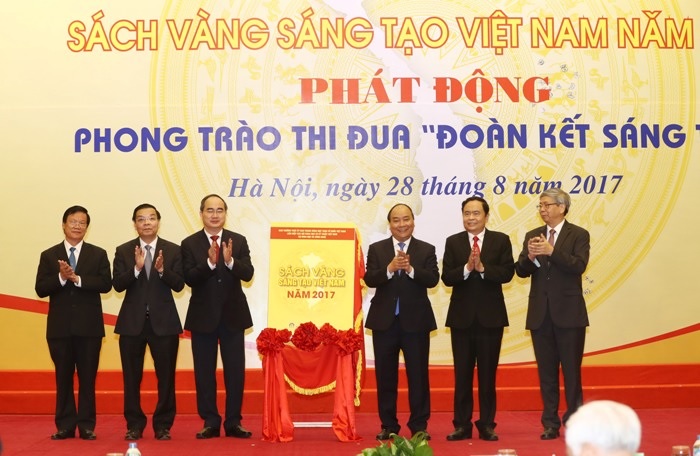 SÁCH VÀNG SÁNG TẠO VIỆT NAM NĂM
PHÁT ĐỘNG
PHONG TRÀO THI ĐUA "ĐOÀN KẾT SÁNG T
Hà Nội, ngày 28 tháng 8 năm 2017
SÁCH VÀNG
SÁNG TẠO VIỆT NAM
NĂM 2017